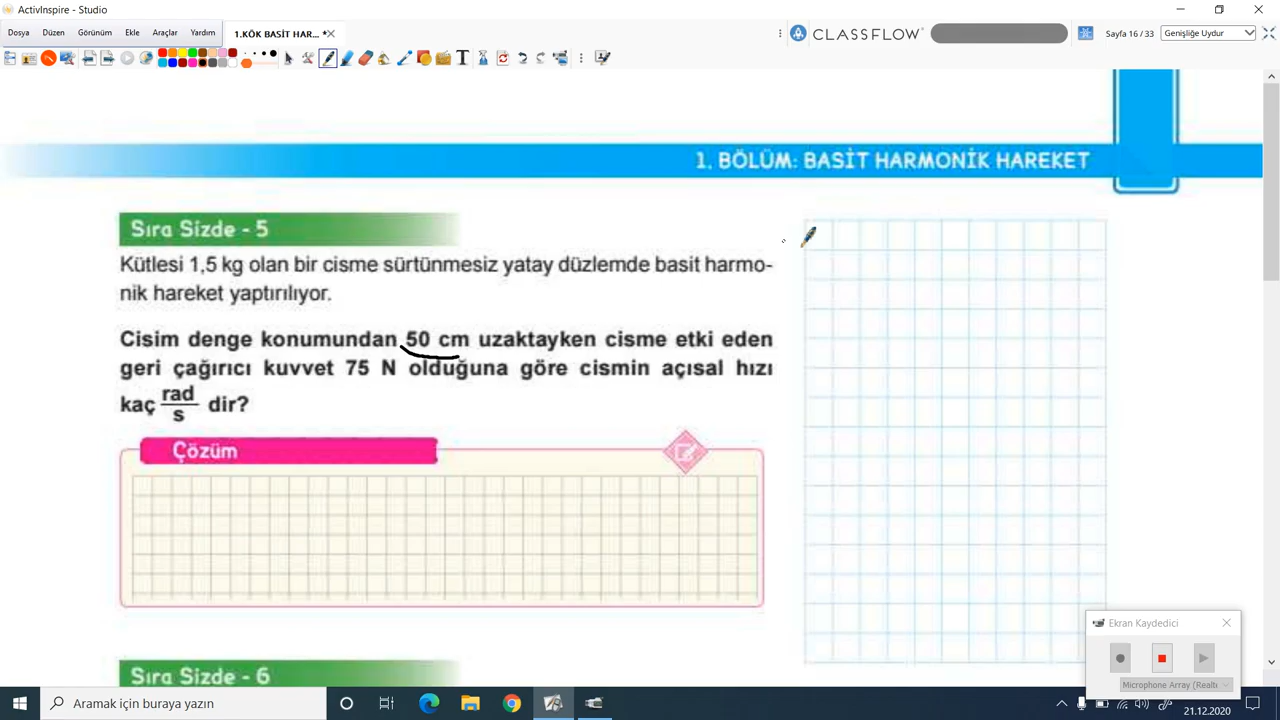 ActivInspire - Studio
Dosya Düzen Görünüm Ekle Araçlar Yardım
1.KÖK BASİT HAR... *
CLASSFLOW
Sayfa 16 / 33
Genişliğe Uydur
1. BÖLÜM: BASİT HARMONİK HAREKET
Sıra Sizde - 5
Kütlesi 1,5 kg olan bir cisme sürtünmesiz yatay düzlemde basit harmo-
nik hareket yaptırılıyor.
Cisim denge konumundan 50 cm uzaktayken cisme etki eden
geri çağırıcı kuvvet 75 N olduğuna göre cismin açısal hızı
kaç rad/s dir?
Çözüm
Sıra Sizde - 6
Ekran Kaydedici
Microphone Array (Realte
Aramak için buraya yazın
21.12.2020